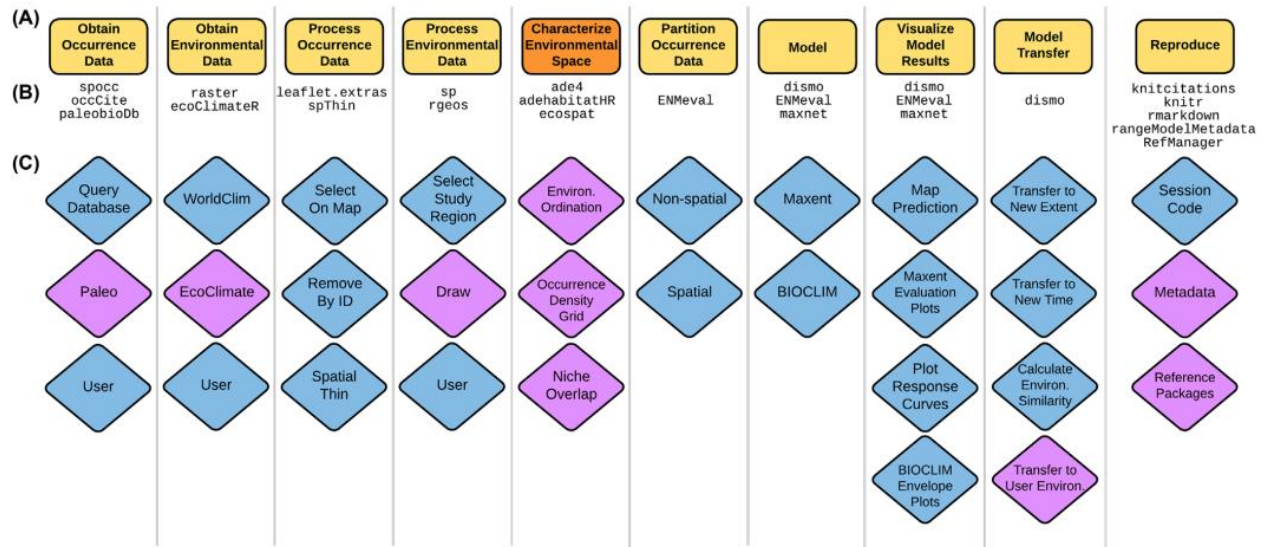 (A)
Obtain
Occurrence
Data
Obtain
Environmental
Data
Process
Occurrence
Data
Process
Environmental
Data
Characterize
Environmental
Space
Partition
Occurrence
Data
Model
Visualize
Model
Results
Model
Transfer
Reproduce
(B)
spocc
occCite
paleobioDb
raster
ecoClimateR
leaflet.extras
spThin
sp
rgeos
ade4
adehabitatHR
ecospat
ENMeval
dismo
ENMeval
maxnet
dismo
ENMeval
maxnet
dismo
knitcitations
knitr
rmarkdown
rangeModelMetadata
RefManager
(C)
Query
Database
WorldClim
Select
On Map
Select
Study
Region
Environ.
Ordination
Non-spatial
Maxent
Map
Prediction
Transfer to
New Extent
Session
Code
Paleo
EcoClimate
Remove
By ID
Draw
Occurrence
Density
Grid
Spatial
BIOCLIM
Maxent
Evaluation
Plots
Transfer to
New Time
Metadata
User
User
Spatial
Thin
User
Niche
Overlap
Plot
Response
Curves
Calculate
Environ.
Similarity
Reference
Packages
BIOCLIM
Envelope
Plots
Transfer to
User Environ.